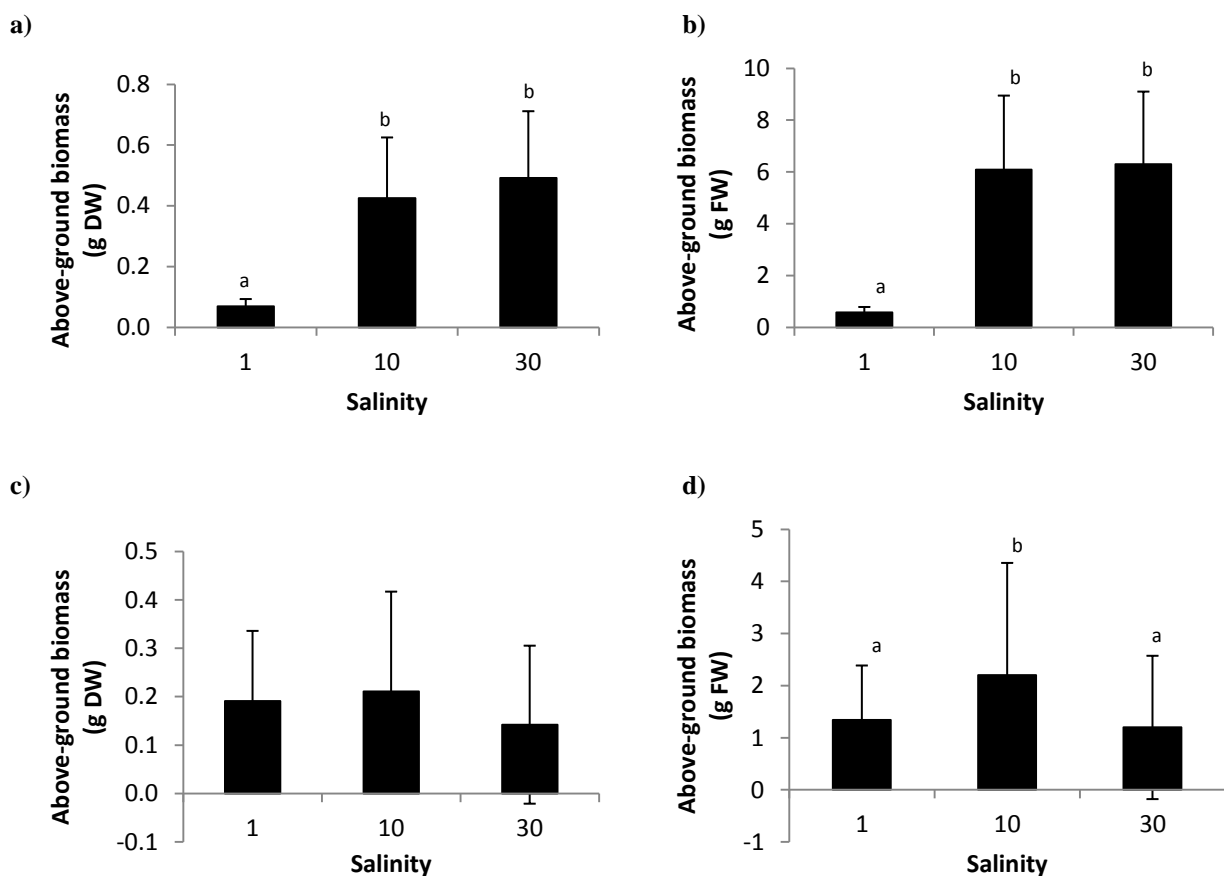 a)
Above-ground biomass
(g DW)
0.8
0.6
0.4
0.2
0.0
a
b
b
1 10 30
Salinity
b)
Above-ground biomass
(g FW)
10
8
6
4
2
0
a
b
b
1 10 30
Salinity
c)
Above-ground biomass
(g DW)
0.5
0.4
0.3
0.2
0.1
0.0
-0.1
1 10 30
Salinity
d)
Above-ground biomass
(g FW)
5
4
3
2
1
0
-1
a
b
a
1 10 30
Salinity